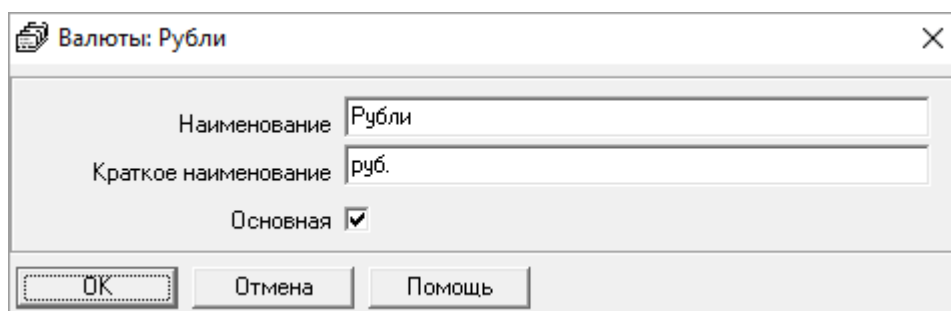 Валюты: Рубли
Наименование Рубли
Краткое наименование руб.
Основная
OK Отмена Помощь